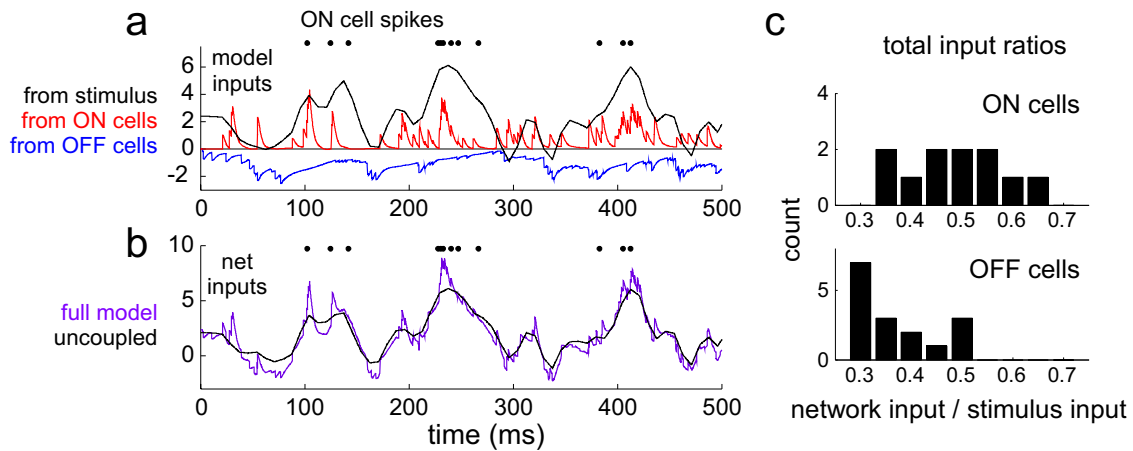 a
ON cell spikes
model
inputs
from stimulus
from ON cells
from OFF cells
6
4
2
0
-2
0 100 200 300 400 500
b
net
inputs
full model
uncoupled
10
5
0
0 100 200 300 400 500
time (ms)
c
total input ratios
ON cells
4
2
0
0.3 0.4 0.5 0.6 0.7
count
OFF cells
5
0
0.3 0.4 0.5 0.6 0.7
network input / stimulus input